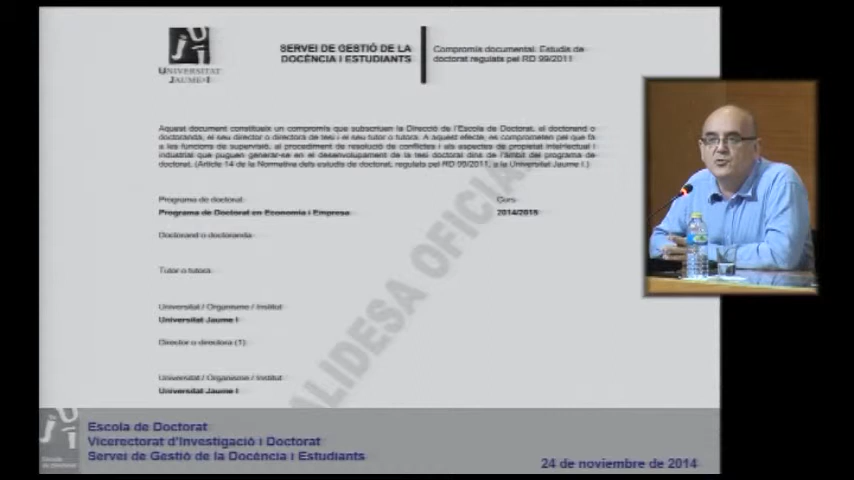 UNIVERSITAT
JAUME·I
SERVEI DE GESTIÓ DE LA
DOCÈNCIA I ESTUDIANTS
Compromís documental. Estudis de
doctorat regulats pel RD 99/2011
Aquest document constitueix un compromís que subscriuen la Direcció de l'Escola de Doctorat, el doctorand o
doctoranda, el seu director o directora de tesi i el seu tutor o tutora. A aquest efecte, es comprometen pel que fa
a les funcions de supervisió, al procediment de resolució de conflictes i els aspectes de propietat intel·lectual i
industrial que puguen generar-se en el desenvolupament de la tesi doctoral dins de l'àmbit del programa de
doctorat. (Article 14 de la Normativa dels estudis de doctorat, regulats pel RD 99/2011, a la Universitat Jaume I.)
Programa de doctorat:
Curs:
Programa de Doctorat en Economia i Empresa
2014/2015
Doctorand o doctoranda:
Tutor o tutora:
Universitat / Organisme / Institut:
Universitat Jaume I
Director o directora (1):
Universitat / Organisme / Institut:
Universitat Jaume I
ALIDESA OFICIA
Escola de Doctorat
Vicerectorat d'Investigació i Doctorat
Servei de Gestió de la Docència i Estudiants
24 de noviembre de 2014